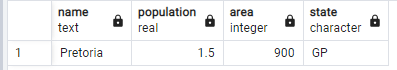 name population area state
text real integer character
1 Pretoria 1.5 900 GP